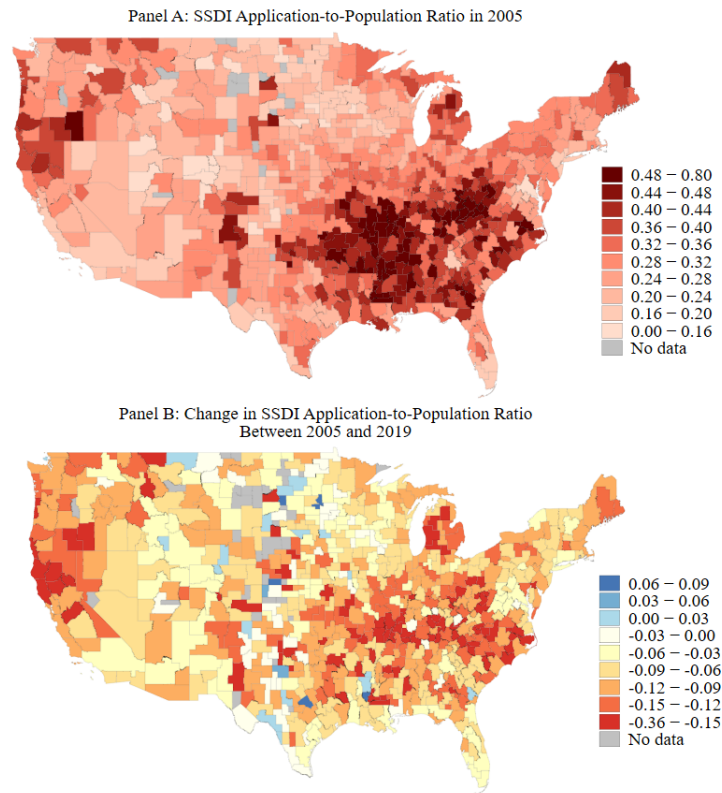 Panel A: SSDI Application-to-Population Ratio in 2005
0.48 − 0.80
0.44 − 0.48
0.40 − 0.44
0.36 − 0.40
0.32 − 0.36
0.28 − 0.32
0.24 − 0.28
0.20 − 0.24
0.16 − 0.20
0.00 − 0.16
No data
Panel B: Change in SSDI Application-to-Population Ratio
Between 2005 and 2019
0.06 − 0.09
0.03 − 0.06
0.00 − 0.03
-0.03 − 0.00
-0.06 − -0.03
-0.09 − -0.06
-0.12 − -0.09
-0.15 − -0.12
-0.36 − -0.15
No data